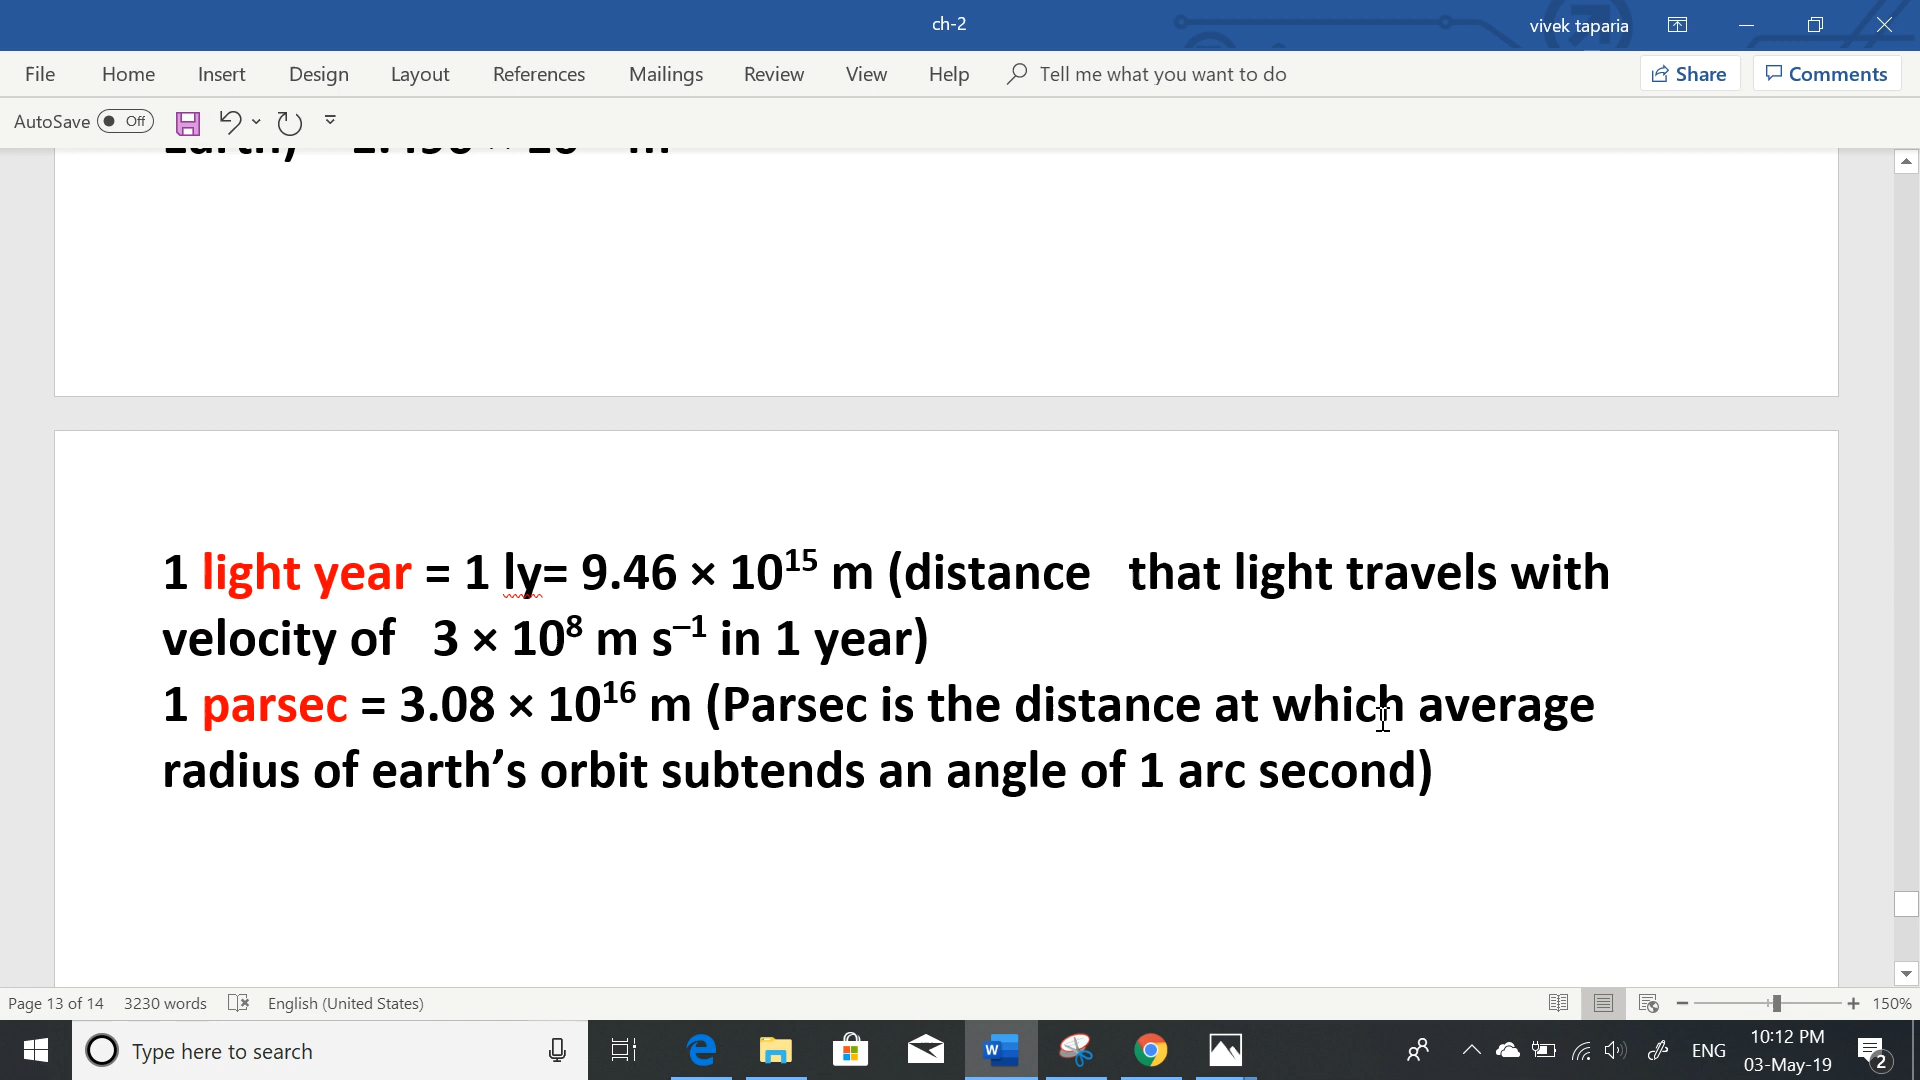 ch-2
vivek taparia
File Home Insert Design Layout References Mailings Review View Help Tell me what you want to do Share Comments
AutoSave Off
1 light year = 1 ly= 9.46 × 10¹⁵ m (distance that light travels with
velocity of 3 × 10⁸ m s⁻¹ in 1 year)
1 parsec = 3.08 × 10¹⁶ m (Parsec is the distance at which average
radius of earth’s orbit subtends an angle of 1 arc second)
Page 13 of 14 3230 words English (United States) 150%
Type here to search
ENG
10:12 PM
03-May-19
2